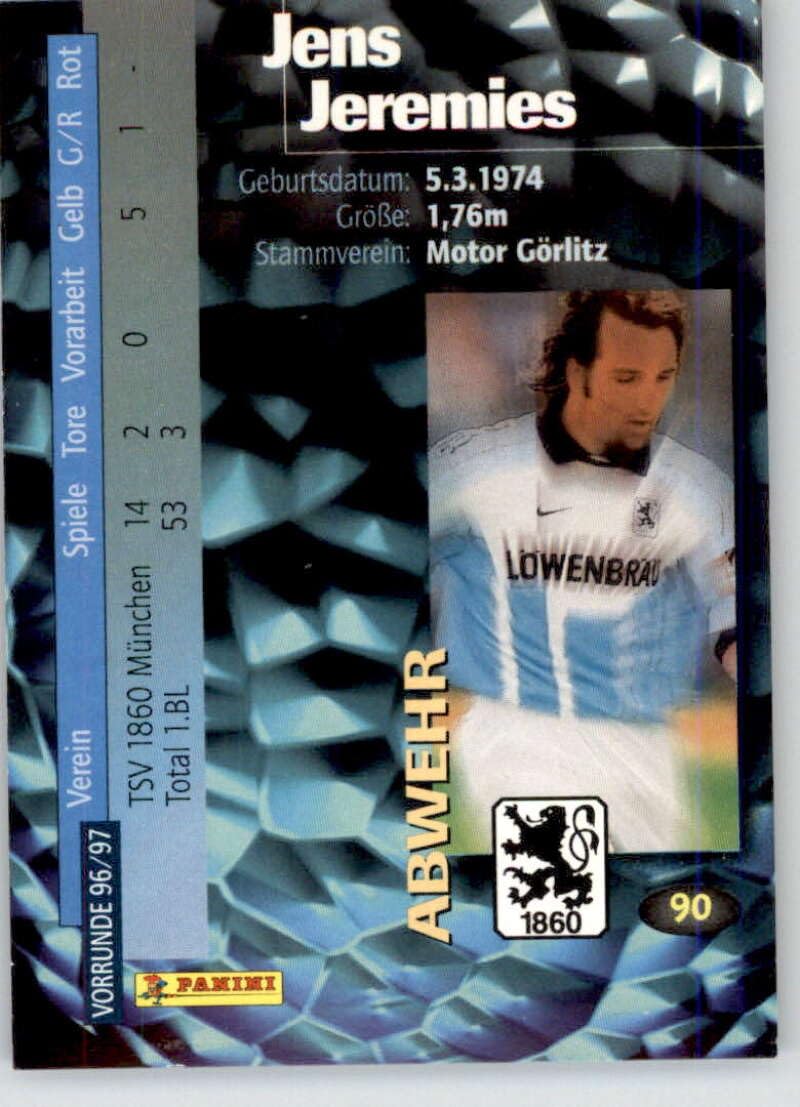 Jens
Jeremies
Geburtsdatum: 5.3.1974
Größe: 1,76m
Stammverein: Motor Görlitz
VORRUNDE 96/97
Verein Spiele Tore Vorarbeit Gelb G/R Rot
TSV 1860 München 14 2 0 5 1 -
Total 1.BL 53 3
LÖWENBRÄU
ABWEHR
1860
90
PANINI